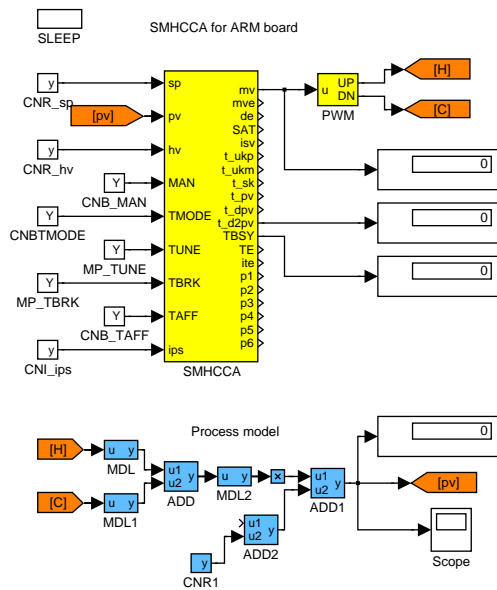 SMHCCA for ARM board
SLEEP
y
CNR_sp
[pv]
y
CNR_hv
Y
CNB_MAN
Y
CNBTMODE
Y
MP_TUNE
Y
MP_TBRK
Y
CNB_TAFF
y
CNI_ips
sp
pv
hv
MAN
TMODE
TUNE
TBRK
TAFF
ips
mv
mve
de
SAT
isv
t_ukp
t_ukm
t_sk
t_pv
t_dpv
t_d2pv
TBSY
TE
ite
p1
p2
p3
p4
p5
p6
SMHCCA
u UP
DN
PWM
[H]
[C]
0
0
0
Process model
[H]
u y
MDL
[C]
u y
MDL1
u1
u2 y
ADD
u y
MDL2
×
u1
u2 y
ADD1
u1
u2 y
ADD2
y
CNR1
0
[pv]
Scope